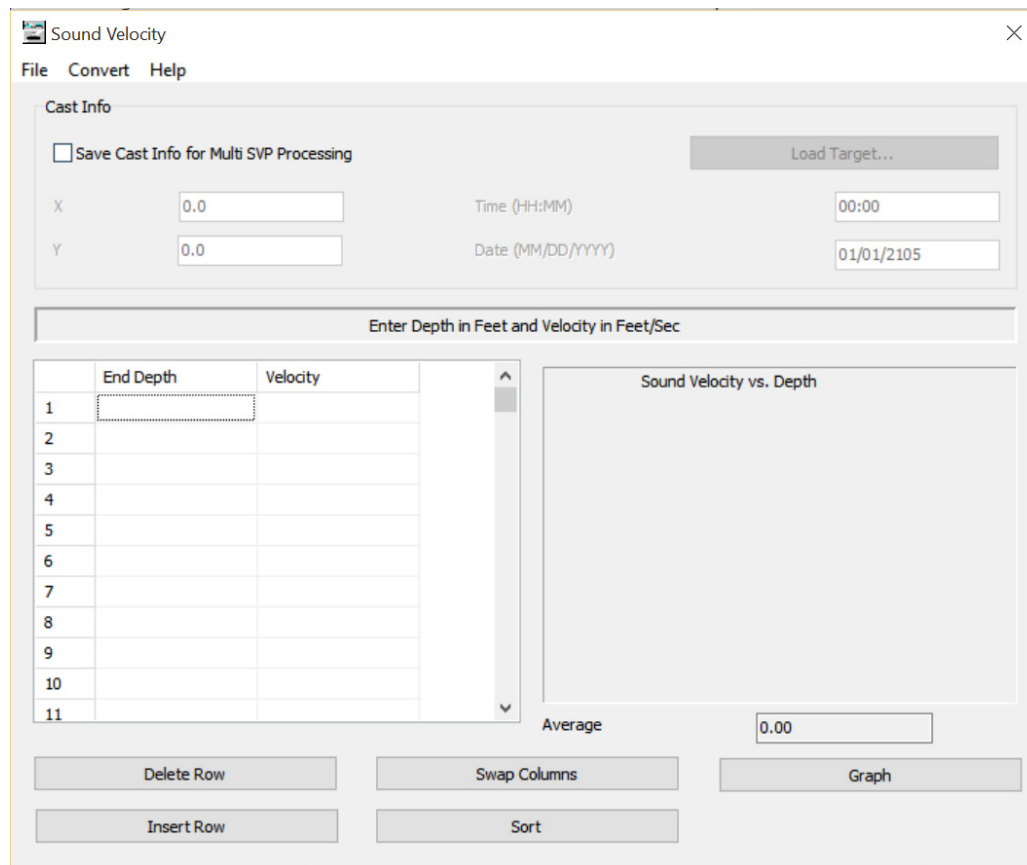 Sound Velocity
File Convert Help
Cast Info
Save Cast Info for Multi SVP Processing
Load Target...
X 0.0 Time (HH:MM) 00:00
Y 0.0 Date (MM/DD/YYYY) 01/01/2105
Enter Depth in Feet and Velocity in Feet/Sec
End Depth Velocity
1
2
3
4
5
6
7
8
9
10
11
Sound Velocity vs. Depth
Average 0.00
Delete Row Swap Columns Graph
Insert Row Sort